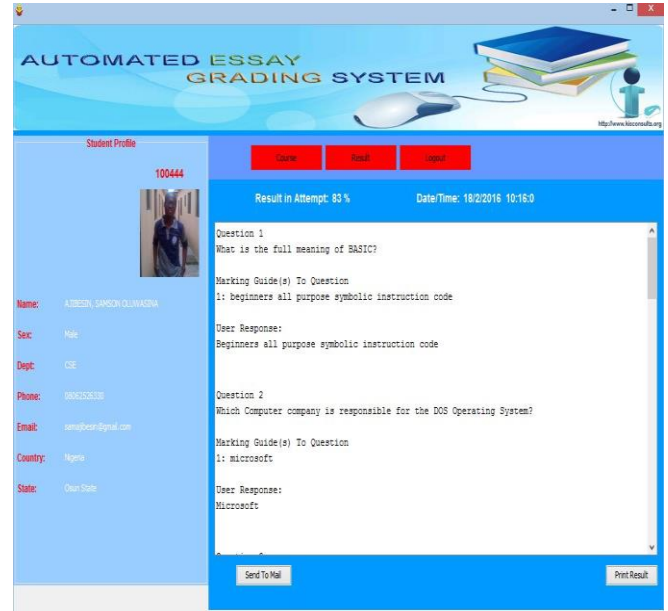 AUTOMATED ESSAY
GRADING SYSTEM
http://www.kisconsults.org
Student Profile
100444
Name: AJIBESIN, SAMSON OLUWASINA
Sex: Male
Dept: CSE
Phone:
Email:
Country: Nigeria
State: Osun State
Course Result Logout
Result in Attempt: 83 % Date/Time: 18/2/2016 10:16:0
Question 1
What is the full meaning of BASIC?
Marking Guide(s) To Question
1: beginners all purpose symbolic instruction code
User Response:
Beginners all purpose symbolic instruction code
Question 2
Which Computer company is responsible for the DOS Operating System?
Marking Guide(s) To Question
1: microsoft
User Response:
Microsoft
Send To Mail
Print Result